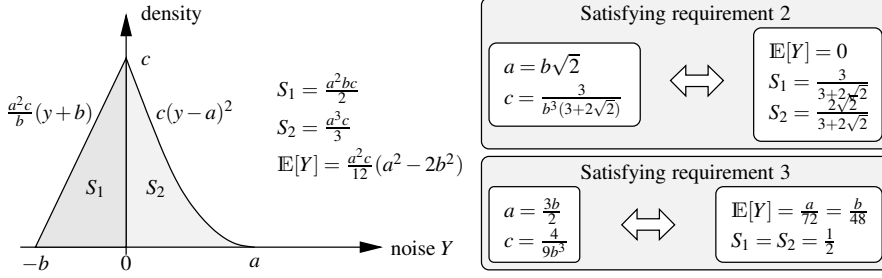 density
c
a²c/b (y+b)
c(y−a)²
S₁
S₂
−b
0
a
noise Y
S₁ = a²bc/2
S₂ = a³c/3
𝔼[Y] = a²c/12 (a² − 2b²)
Satisfying requirement 2
a = b√2
c = 3/(b³(3+2√2))
𝔼[Y] = 0
S₁ = 3/(3+2√2)
S₂ = 2√2/(3+2√2)
Satisfying requirement 3
a = 3b/2
c = 4/(9b³)
𝔼[Y] = a/72 = b/48
S₁ = S₂ = 1/2